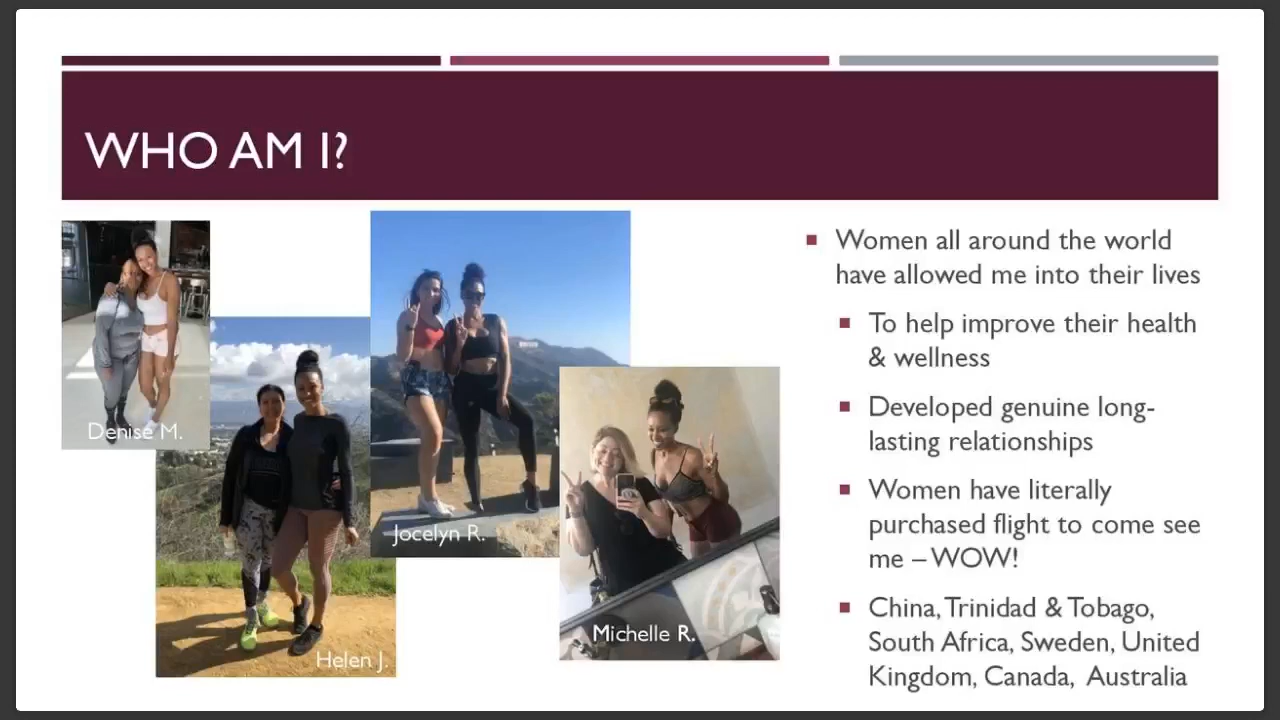 WHO AM I?
Denise M.
Helen J.
Jocelyn R.
Michelle R.
Women all around the world
have allowed me into their lives
To help improve their health
& wellness
Developed genuine long-
lasting relationships
Women have literally
purchased flight to come see
me – WOW!
China, Trinidad & Tobago,
South Africa, Sweden, United
Kingdom, Canada, Australia